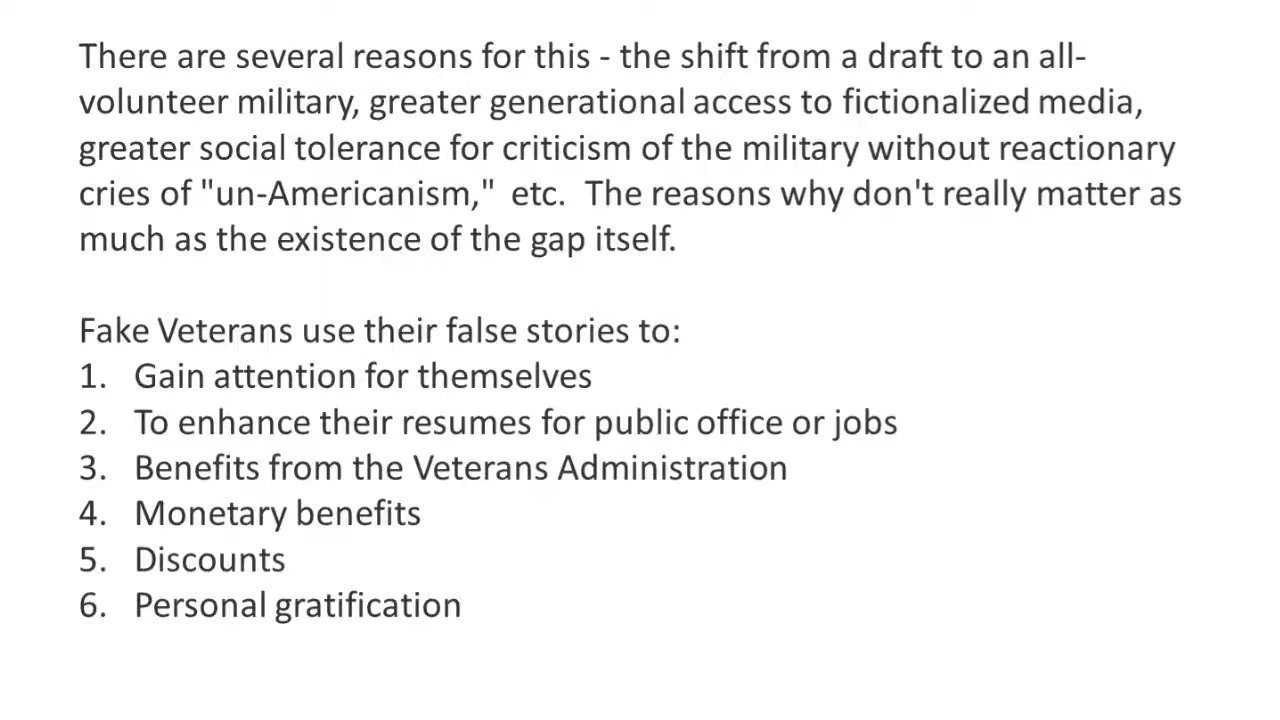 There are several reasons for this - the shift from a draft to an all-
volunteer military, greater generational access to fictionalized media,
greater social tolerance for criticism of the military without reactionary
cries of "un-Americanism,"  etc.  The reasons why don't really matter as
much as the existence of the gap itself.
Fake Veterans use their false stories to:
1. Gain attention for themselves
2. To enhance their resumes for public office or jobs
3. Benefits from the Veterans Administration
4. Monetary benefits
5. Discounts
6. Personal gratification